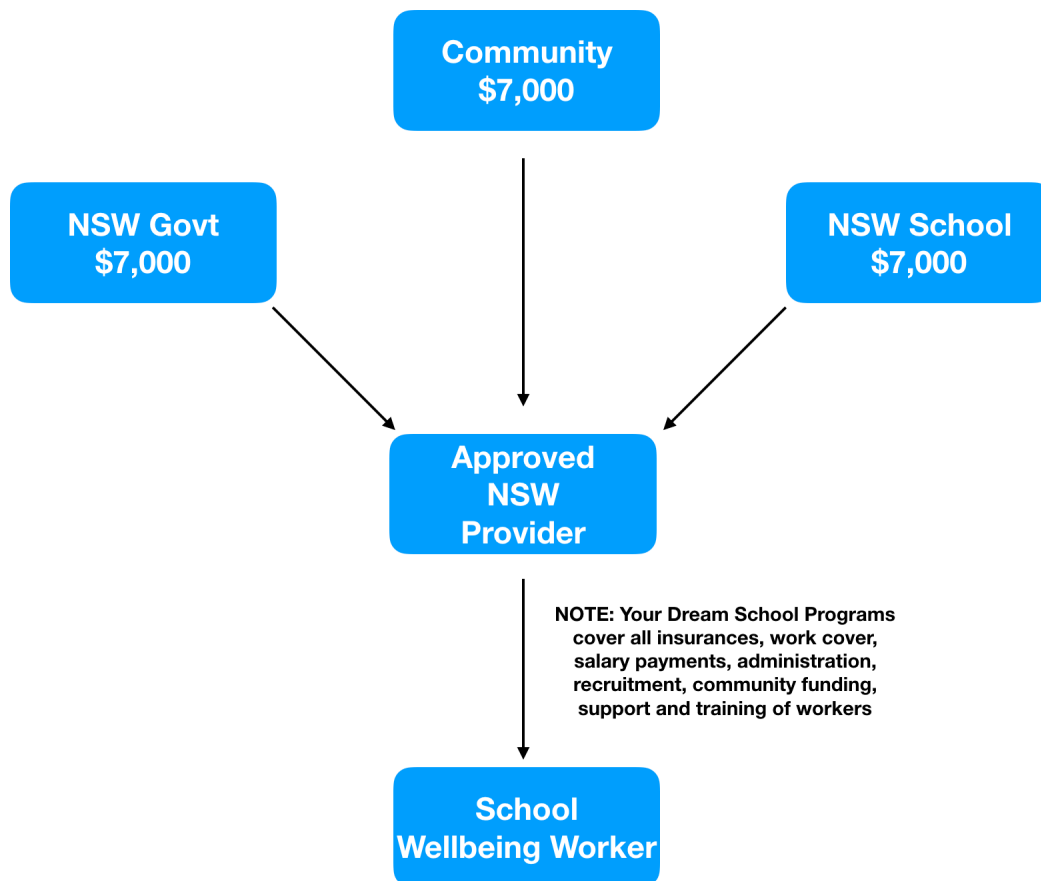 Community
$7,000
NSW Govt
$7,000
NSW School
$7,000
Approved
NSW
Provider
NOTE: Your Dream School Programs
cover all insurances, work cover,
salary payments, administration,
recruitment, community funding,
support and training of workers
School
Wellbeing Worker